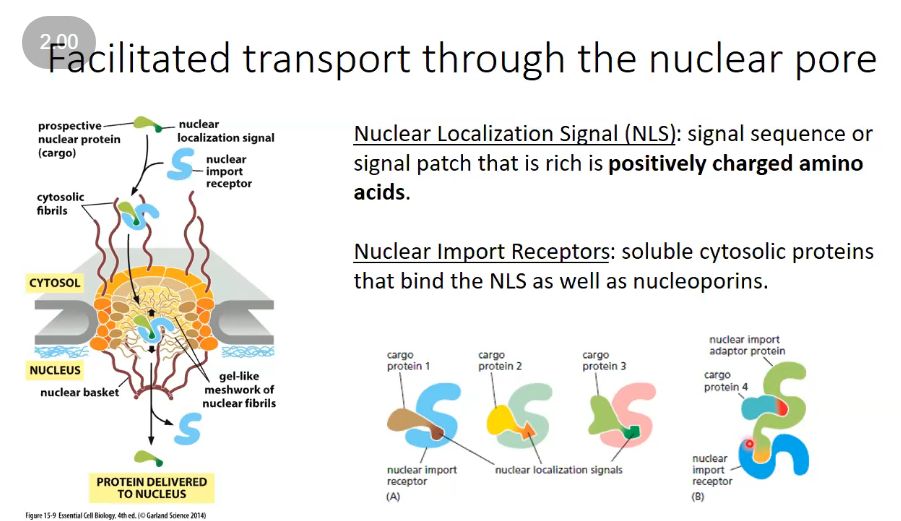 2.00
Facilitated transport through the nuclear pore
prospective
nuclear protein
(cargo)
nuclear
localization signal
nuclear
import
receptor
cytosolic
fibrils
CYTOSOL
NUCLEUS
nuclear basket
gel-like
meshwork of
nuclear fibrils
PROTEIN DELIVERED
TO NUCLEUS
Figure 15-9 Essential Cell Biology, 4th ed. (© Garland Science 2014)
Nuclear Localization Signal (NLS): signal sequence or
signal patch that is rich is positively charged amino
acids.
Nuclear Import Receptors: soluble cytosolic proteins
that bind the NLS as well as nucleoporins.
cargo
protein 1
cargo
protein 2
cargo
protein 3
nuclear import
receptor
nuclear localization signals
(A)
nuclear import
adaptor protein
cargo
protein 4
nuclear
import
receptor
(B)